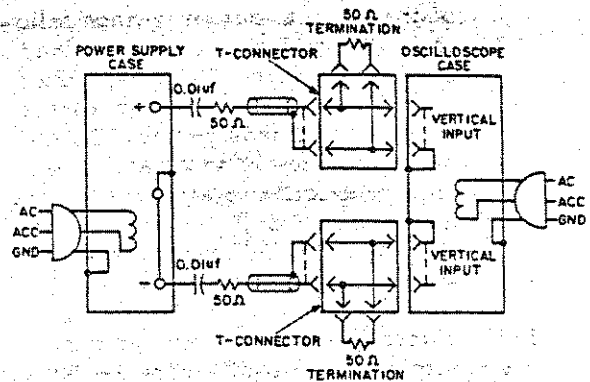 50 Ω
TERMINATION
T-CONNECTOR
POWER SUPPLY
CASE
OSCILLOSCOPE
CASE
0.01uf
+
50 Ω
VERTICAL
INPUT
AC
ACC
GND
AC
ACC
GND
0.01uf
−
50 Ω
VERTICAL
INPUT
T-CONNECTOR
50 Ω
TERMINATION